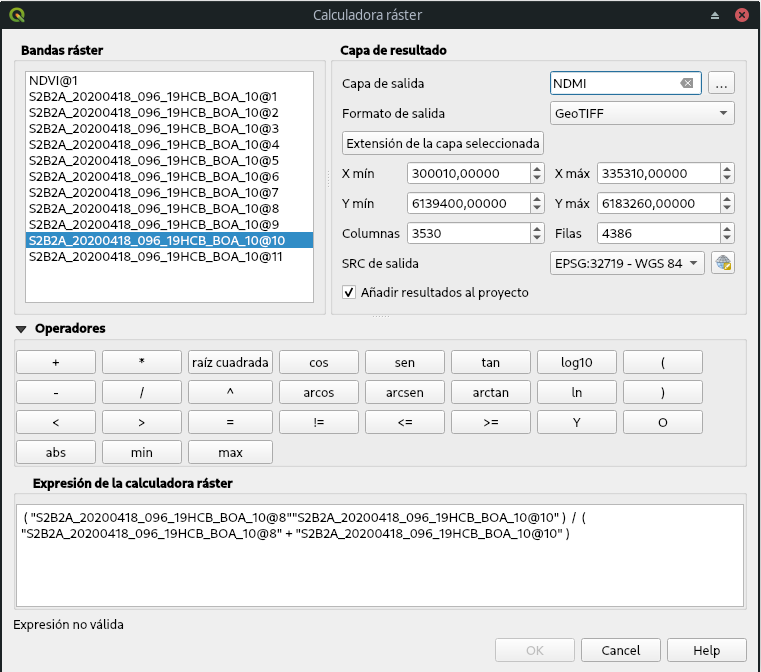 Calculadora ráster
Bandas ráster
NDVI@1
S2B2A_20200418_096_19HCB_BOA_10@1
S2B2A_20200418_096_19HCB_BOA_10@2
S2B2A_20200418_096_19HCB_BOA_10@3
S2B2A_20200418_096_19HCB_BOA_10@4
S2B2A_20200418_096_19HCB_BOA_10@5
S2B2A_20200418_096_19HCB_BOA_10@6
S2B2A_20200418_096_19HCB_BOA_10@7
S2B2A_20200418_096_19HCB_BOA_10@8
S2B2A_20200418_096_19HCB_BOA_10@9
S2B2A_20200418_096_19HCB_BOA_10@10
S2B2A_20200418_096_19HCB_BOA_10@11
Capa de resultado
Capa de salida NDMI ...
Formato de salida GeoTIFF
Extensión de la capa seleccionada
X mín 300010,00000 X máx 335310,00000
Y mín 6139400,00000 Y máx 6183260,00000
Columnas 3530 Filas 4386
SRC de salida EPSG:32719 - WGS 84
Añadir resultados al proyecto
Operadores
+ * raíz cuadrada cos sen tan log10 (
- / ^ arcos arcsen arctan ln )
< > = != <= >= Y O
abs min max
Expresión de la calculadora ráster
( "S2B2A_20200418_096_19HCB_BOA_10@8""S2B2A_20200418_096_19HCB_BOA_10@10" ) / (
"S2B2A_20200418_096_19HCB_BOA_10@8" + "S2B2A_20200418_096_19HCB_BOA_10@10" )
Expresión no válida
OK Cancel Help